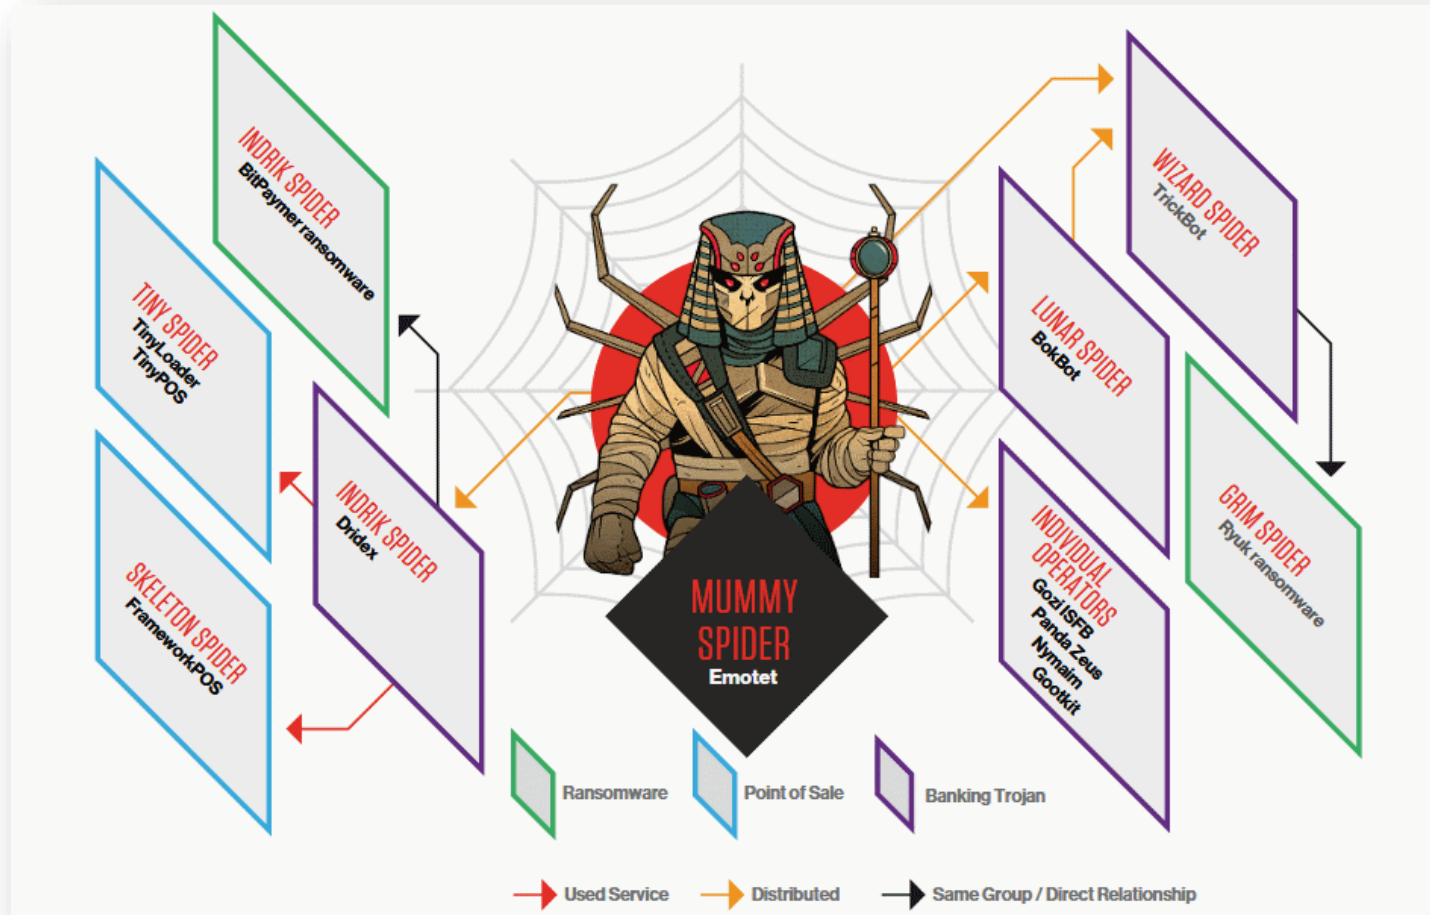 INDRIK SPIDER
BitPaymer ransomware
TINY SPIDER
TinyLoader
TinyPOS
SKELETON SPIDER
FrameworkPOS
INDRIK SPIDER
Dridex
MUMMY
SPIDER
Emotet
WIZARD SPIDER
TrickBot
LUNAR SPIDER
BokBot
INDIVIDUAL
OPERATORS
Gozi ISFB
Panda Zeus
Nymaim
Gootkit
GRIM SPIDER
Ryuk ransomware
Ransomware
Point of Sale
Banking Trojan
Used Service
Distributed
Same Group / Direct Relationship